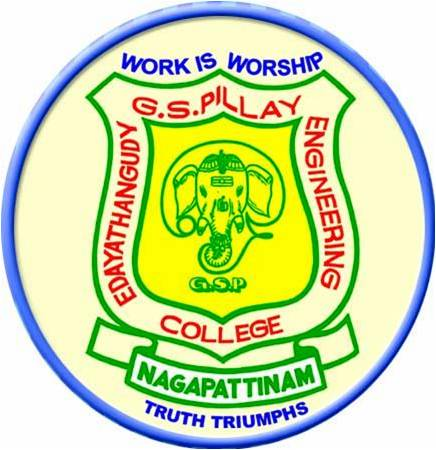 WORK IS WORSHIP
EDAYATHANGUDY
G.S.PILLAY
ENGINEERING
COLLEGE
G.S.P
NAGAPATTINAM
TRUTH TRIUMPHS